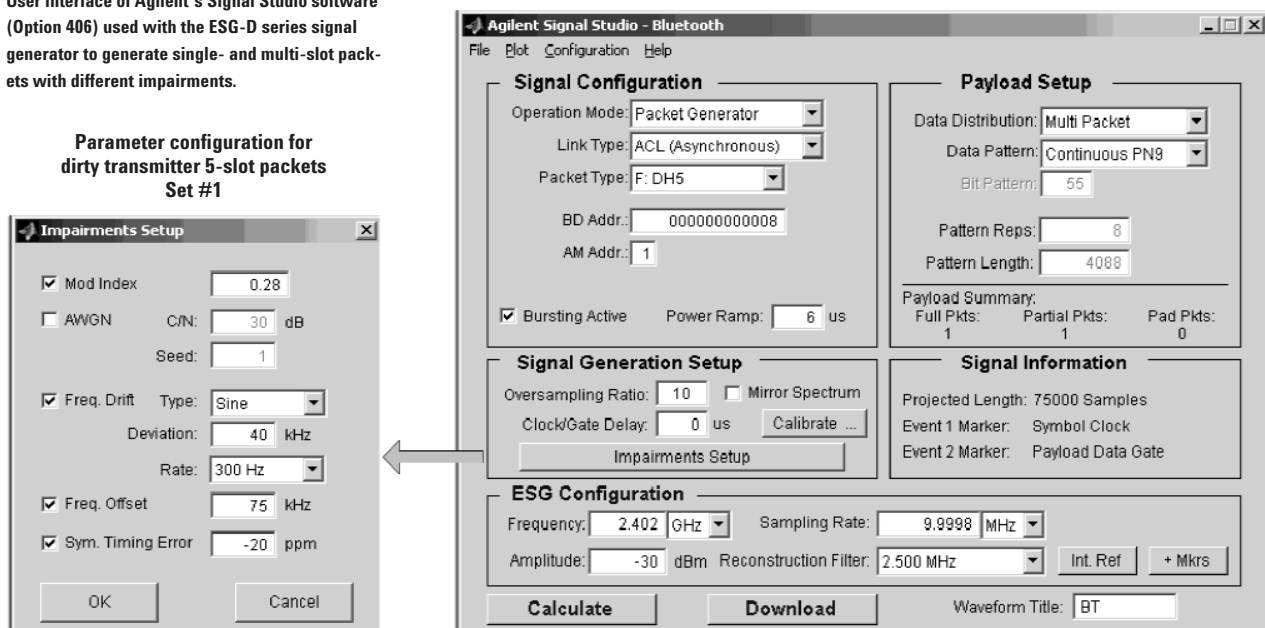 User interface of Agilent's Signal Studio software
(Option 406) used with the ESG-D series signal
generator to generate single- and multi-slot pack-
ets with different impairments.
Parameter configuration for
dirty transmitter 5-slot packets
Set #1
Impairments Setup
Mod Index 0.28
AWGN C/N: 30 dB
Seed: 1
Freq. Drift Type: Sine
Deviation: 40 kHz
Rate: 300 Hz
Freq. Offset 75 kHz
Sym. Timing Error -20 ppm
OK Cancel
Agilent Signal Studio - Bluetooth
File Plot Configuration Help
Signal Configuration
Operation Mode: Packet Generator
Link Type: ACL (Asynchronous)
Packet Type: F: DH5
BD Addr.: 000000000008
AM Addr.: 1
Bursting Active Power Ramp: 6 us
Payload Setup
Data Distribution: Multi Packet
Data Pattern: Continuous PN9
Bit Pattern: 55
Pattern Reps: 8
Pattern Length: 4088
Payload Summary:
Full Pkts: Partial Pkts: Pad Pkts:
1 1 0
Signal Generation Setup
Oversampling Ratio: 10 Mirror Spectrum
Clock/Gate Delay: 0 us Calibrate ...
Impairments Setup
Signal Information
Projected Length: 75000 Samples
Event 1 Marker: Symbol Clock
Event 2 Marker: Payload Data Gate
ESG Configuration
Frequency: 2.402 GHz Sampling Rate: 9.9998 MHz
Amplitude: -30 dBm Reconstruction Filter: 2.500 MHz Int. Ref + Mkrs
Calculate Download Waveform Title: BT